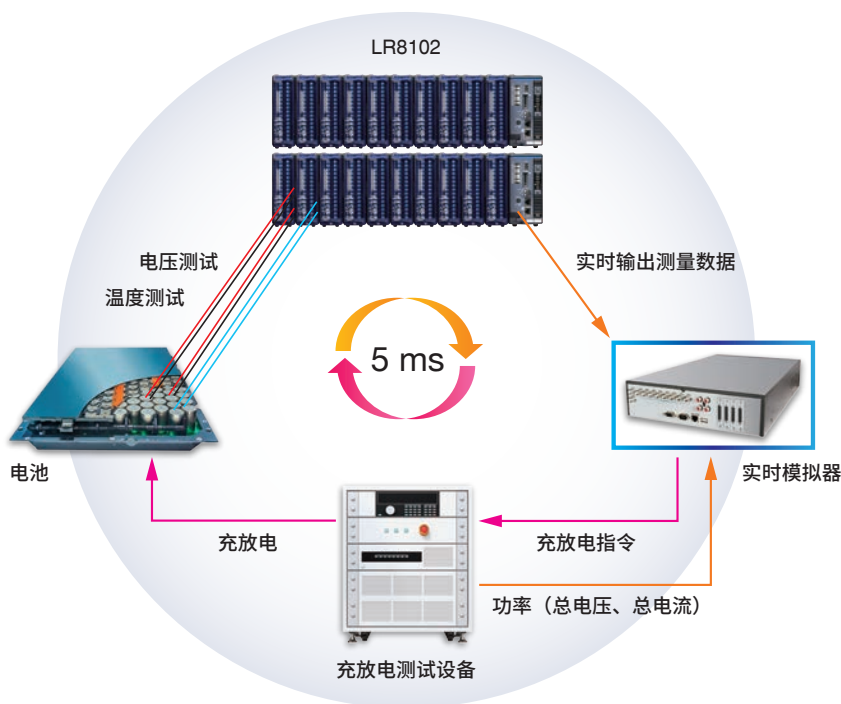 LR8102
电压测试
实时输出测量数据
温度测试
5 ms
电池
实时模拟器
充放电
充放电指令
功率（总电压、总电流）
充放电测试设备